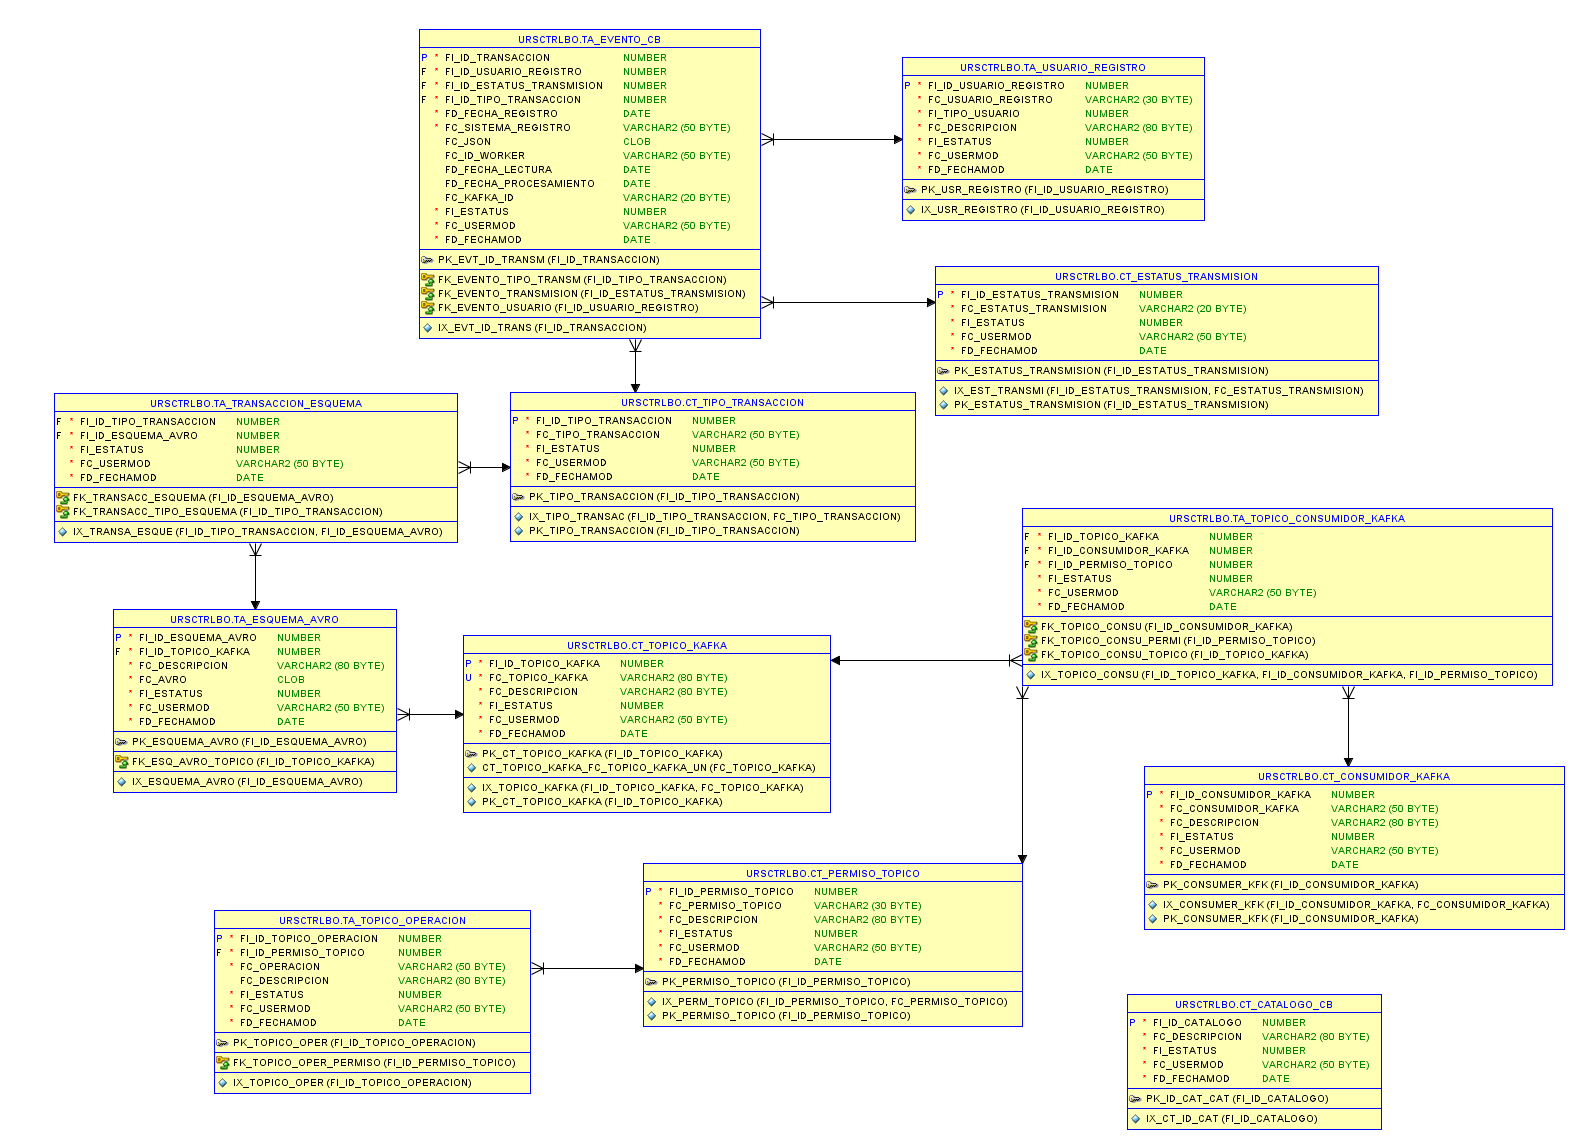 URSCTRLBO.TA_EVENTO_CB
P * FI_ID_TRANSACCION NUMBER
F * FI_ID_USUARIO_REGISTRO NUMBER
F * FI_ID_ESTATUS_TRANSMISION NUMBER
F * FI_ID_TIPO_TRANSACCION NUMBER
* FD_FECHA_REGISTRO DATE
* FC_SISTEMA_REGISTRO VARCHAR2 (50 BYTE)
FC_JSON CLOB
FC_ID_WORKER VARCHAR2 (50 BYTE)
FD_FECHA_LECTURA DATE
FD_FECHA_PROCESAMIENTO DATE
FC_KAFKA_ID VARCHAR2 (20 BYTE)
* FI_ESTATUS NUMBER
* FC_USERMOD VARCHAR2 (50 BYTE)
* FD_FECHAMOD DATE
PK_EVT_ID_TRANSM (FI_ID_TRANSACCION)
FK_EVENTO_TIPO_TRANSM (FI_ID_TIPO_TRANSACCION)
FK_EVENTO_TRANSMISION (FI_ID_ESTATUS_TRANSMISION)
FK_EVENTO_USUARIO (FI_ID_USUARIO_REGISTRO)
IX_EVT_ID_TRANS (FI_ID_TRANSACCION)
URSCTRLBO.TA_USUARIO_REGISTRO
P * FI_ID_USUARIO_REGISTRO NUMBER
* FC_USUARIO_REGISTRO VARCHAR2 (30 BYTE)
* FI_TIPO_USUARIO NUMBER
* FC_DESCRIPCION VARCHAR2 (80 BYTE)
* FI_ESTATUS NUMBER
* FC_USERMOD VARCHAR2 (50 BYTE)
* FD_FECHAMOD DATE
PK_USR_REGISTRO (FI_ID_USUARIO_REGISTRO)
IX_USR_REGISTRO (FI_ID_USUARIO_REGISTRO)
URSCTRLBO.CT_ESTATUS_TRANSMISION
P * FI_ID_ESTATUS_TRANSMISION NUMBER
* FC_ESTATUS_TRANSMISION VARCHAR2 (20 BYTE)
* FI_ESTATUS NUMBER
* FC_USERMOD VARCHAR2 (50 BYTE)
* FD_FECHAMOD DATE
PK_ESTATUS_TRANSMISION (FI_ID_ESTATUS_TRANSMISION)
IX_EST_TRANSMI (FI_ID_ESTATUS_TRANSMISION, FC_ESTATUS_TRANSMISION)
PK_ESTATUS_TRANSMISION (FI_ID_ESTATUS_TRANSMISION)
URSCTRLBO.TA_TRANSACCION_ESQUEMA
F * FI_ID_TIPO_TRANSACCION NUMBER
F * FI_ID_ESQUEMA_AVRO NUMBER
* FI_ESTATUS NUMBER
* FC_USERMOD VARCHAR2 (50 BYTE)
* FD_FECHAMOD DATE
FK_TRANSACC_ESQUEMA (FI_ID_ESQUEMA_AVRO)
FK_TRANSACC_TIPO_ESQUEMA (FI_ID_TIPO_TRANSACCION)
IX_TRANSA_ESQUE (FI_ID_TIPO_TRANSACCION, FI_ID_ESQUEMA_AVRO)
URSCTRLBO.CT_TIPO_TRANSACCION
P * FI_ID_TIPO_TRANSACCION NUMBER
* FC_TIPO_TRANSACCION VARCHAR2 (50 BYTE)
* FI_ESTATUS NUMBER
* FC_USERMOD VARCHAR2 (50 BYTE)
* FD_FECHAMOD DATE
PK_TIPO_TRANSACCION (FI_ID_TIPO_TRANSACCION)
IX_TIPO_TRANSAC (FI_ID_TIPO_TRANSACCION, FC_TIPO_TRANSACCION)
PK_TIPO_TRANSACCION (FI_ID_TIPO_TRANSACCION)
URSCTRLBO.TA_TOPICO_CONSUMIDOR_KAFKA
F * FI_ID_TOPICO_KAFKA NUMBER
F * FI_ID_CONSUMIDOR_KAFKA NUMBER
F * FI_ID_PERMISO_TOPICO NUMBER
* FI_ESTATUS NUMBER
* FC_USERMOD VARCHAR2 (50 BYTE)
* FD_FECHAMOD DATE
FK_TOPICO_CONSU (FI_ID_CONSUMIDOR_KAFKA)
FK_TOPICO_CONSU_PERMI (FI_ID_PERMISO_TOPICO)
FK_TOPICO_CONSU_TOPICO (FI_ID_TOPICO_KAFKA)
IX_TOPICO_CONSU (FI_ID_TOPICO_KAFKA, FI_ID_CONSUMIDOR_KAFKA, FI_ID_PERMISO_TOPICO)
URSCTRLBO.TA_ESQUEMA_AVRO
P * FI_ID_ESQUEMA_AVRO NUMBER
F * FI_ID_TOPICO_KAFKA NUMBER
* FC_DESCRIPCION VARCHAR2 (80 BYTE)
* FC_AVRO CLOB
* FI_ESTATUS NUMBER
* FC_USERMOD VARCHAR2 (50 BYTE)
* FD_FECHAMOD DATE
PK_ESQUEMA_AVRO (FI_ID_ESQUEMA_AVRO)
FK_ESQ_AVRO_TOPICO (FI_ID_TOPICO_KAFKA)
IX_ESQUEMA_AVRO (FI_ID_ESQUEMA_AVRO)
URSCTRLBO.CT_TOPICO_KAFKA
P * FI_ID_TOPICO_KAFKA NUMBER
U * FC_TOPICO_KAFKA VARCHAR2 (80 BYTE)
* FC_DESCRIPCION VARCHAR2 (80 BYTE)
* FI_ESTATUS NUMBER
* FC_USERMOD VARCHAR2 (50 BYTE)
* FD_FECHAMOD DATE
PK_CT_TOPICO_KAFKA (FI_ID_TOPICO_KAFKA)
CT_TOPICO_KAFKA_FC_TOPICO_KAFKA_UN (FC_TOPICO_KAFKA)
IX_TOPICO_KAFKA (FI_ID_TOPICO_KAFKA, FC_TOPICO_KAFKA)
PK_CT_TOPICO_KAFKA (FI_ID_TOPICO_KAFKA)
URSCTRLBO.CT_CONSUMIDOR_KAFKA
P * FI_ID_CONSUMIDOR_KAFKA NUMBER
* FC_CONSUMIDOR_KAFKA VARCHAR2 (50 BYTE)
* FC_DESCRIPCION VARCHAR2 (80 BYTE)
* FI_ESTATUS NUMBER
* FC_USERMOD VARCHAR2 (50 BYTE)
* FD_FECHAMOD DATE
PK_CONSUMER_KFK (FI_ID_CONSUMIDOR_KAFKA)
IX_CONSUMER_KFK (FI_ID_CONSUMIDOR_KAFKA, FC_CONSUMIDOR_KAFKA)
PK_CONSUMER_KFK (FI_ID_CONSUMIDOR_KAFKA)
URSCTRLBO.CT_PERMISO_TOPICO
P * FI_ID_PERMISO_TOPICO NUMBER
* FC_PERMISO_TOPICO VARCHAR2 (30 BYTE)
* FC_DESCRIPCION VARCHAR2 (80 BYTE)
* FI_ESTATUS NUMBER
* FC_USERMOD VARCHAR2 (50 BYTE)
* FD_FECHAMOD DATE
PK_PERMISO_TOPICO (FI_ID_PERMISO_TOPICO)
IX_PERM_TOPICO (FI_ID_PERMISO_TOPICO, FC_PERMISO_TOPICO)
PK_PERMISO_TOPICO (FI_ID_PERMISO_TOPICO)
URSCTRLBO.TA_TOPICO_OPERACION
P * FI_ID_TOPICO_OPERACION NUMBER
F * FI_ID_PERMISO_TOPICO NUMBER
* FC_OPERACION VARCHAR2 (50 BYTE)
FC_DESCRIPCION VARCHAR2 (80 BYTE)
* FI_ESTATUS NUMBER
* FC_USERMOD VARCHAR2 (50 BYTE)
* FD_FECHAMOD DATE
PK_TOPICO_OPER (FI_ID_TOPICO_OPERACION)
FK_TOPICO_OPER_PERMISO (FI_ID_PERMISO_TOPICO)
IX_TOPICO_OPER (FI_ID_TOPICO_OPERACION)
URSCTRLBO.CT_CATALOGO_CB
P * FI_ID_CATALOGO NUMBER
* FC_DESCRIPCION VARCHAR2 (80 BYTE)
* FI_ESTATUS NUMBER
* FC_USERMOD VARCHAR2 (50 BYTE)
* FD_FECHAMOD DATE
PK_ID_CAT_CAT (FI_ID_CATALOGO)
IX_CT_ID_CAT (FI_ID_CATALOGO)